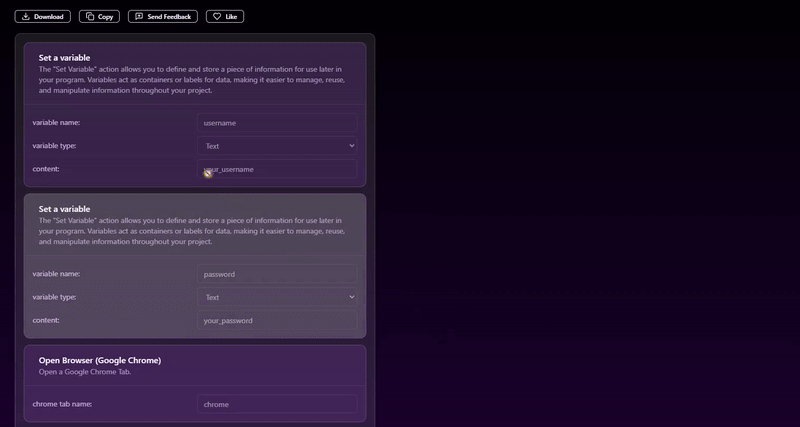 Download Copy Send Feedback Like
Set a variable
The "Set Variable" action allows you to define and store a piece of information for use later in
your program. Variables act as containers or labels for data, making it easier to manage, reuse,
and manipulate information throughout your project.
variable name: username
variable type: Text
content: your_username
Set a variable
The "Set Variable" action allows you to define and store a piece of information for use later in
your program. Variables act as containers or labels for data, making it easier to manage, reuse,
and manipulate information throughout your project.
variable name: password
variable type: Text
content: your_password
Open Browser (Google Chrome)
Open a Google Chrome Tab.
chrome tab name: chrome